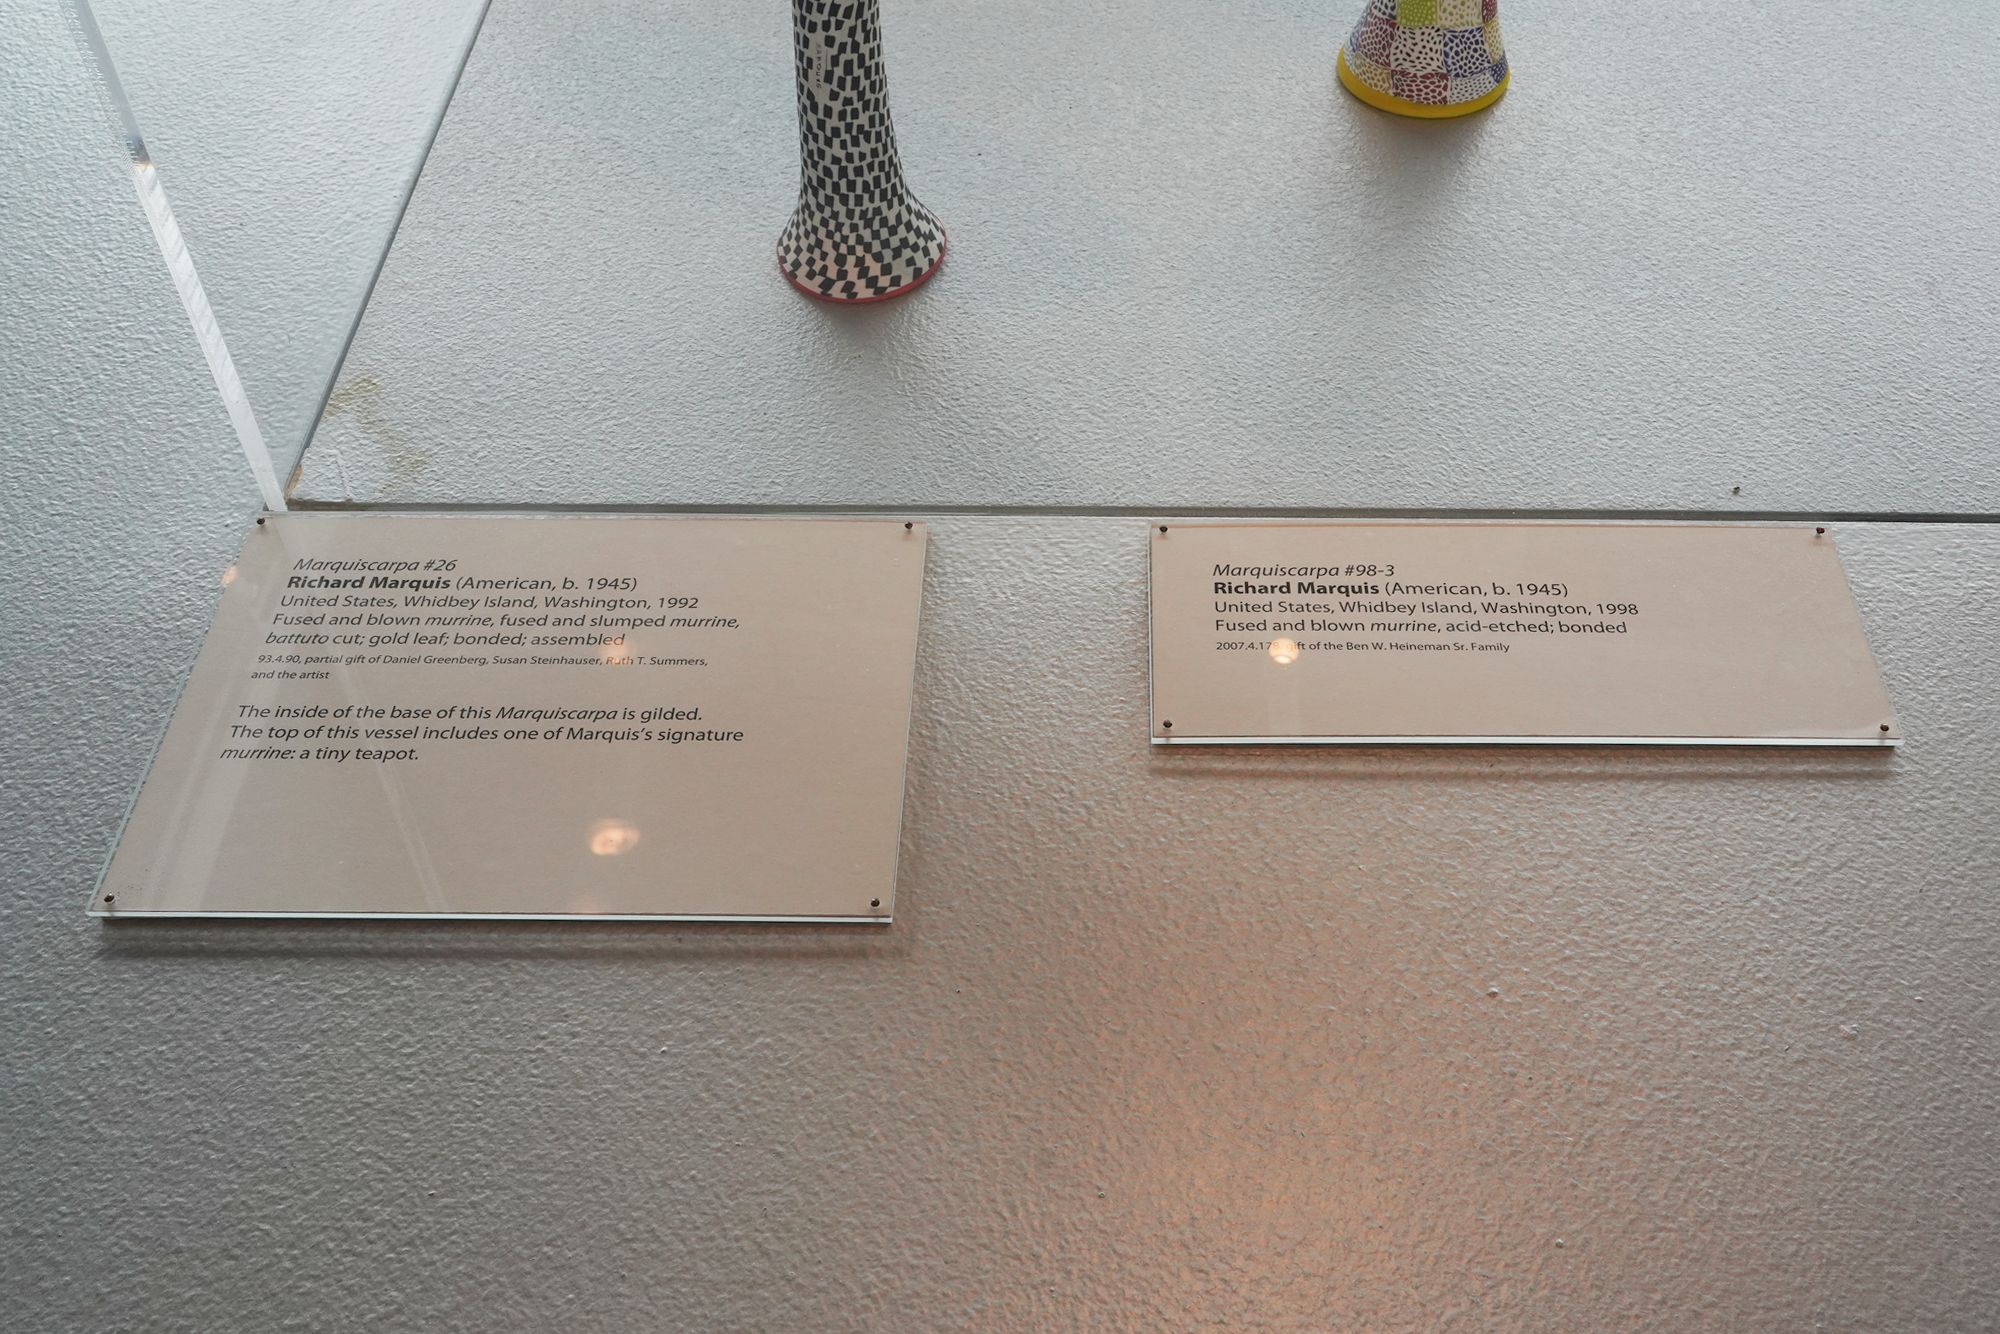 MARQUIS
Marquiscarpa #26
Richard Marquis (American, b. 1945)
United States, Whidbey Island, Washington, 1992
Fused and blown murrine, fused and slumped murrine,
battuto cut; gold leaf; bonded; assembled
93.4.90, partial gift of Daniel Greenberg, Susan Steinhauser, Ruth T. Summers,
and the artist
The inside of the base of this Marquiscarpa is gilded.
The top of this vessel includes one of Marquis's signature
murrine: a tiny teapot.
Marquiscarpa #98-3
Richard Marquis (American, b. 1945)
United States, Whidbey Island, Washington, 1998
Fused and blown murrine, acid-etched; bonded
gift of the Ben W. Heineman Sr. Family